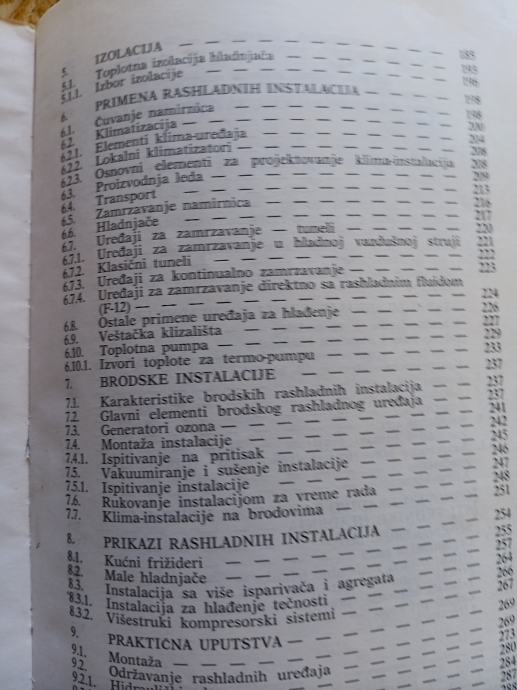 5. IZOLACIJA — — — — — — — — 185
5.1. Toplotna izolacija hladnjača — — — — — — 195
5.1.1. Izbor izolacije — — — — — — — — 196
6. PRIMENA RASHLADNIH INSTALACIJA — — — — 198
6.1. Čuvanje namirnica — — — — — — — 198
6.2. Klimatizacija — — — — — — — — 200
6.2.1. Elementi klima-uređaja — — — — — — 204
6.2.2. Lokalni klimatizatori — — — — — — 208
6.2.3. Osnovni elementi za projektovanje klima-instalacija 208
6.3. Proizvodnja leda — — — — — — — 209
6.4. Transport — — — — — — — — 213
6.5. Zamrzavanje namirnica — — — — — — 216
6.6. Hladnjače — — — — — — — — 217
6.7. Uređaji za zamrzavanje — tuneli — — — — 220
6.7.1. Uređaji za zamrzavanje u hladnoj vazdušnoj struji 221
6.7.2. Klasični tuneli — — — — — — — 222
6.7.3. Uređaji za kontinualno zamrzavanje — — — — 223
6.7.4. Uređaji za zamrzavanje direktno sa rashladnim fluidom
(F-12) — — — — — — — — — 224
6.8. Ostale primene uređaja za hlađenje — — — — 226
6.9. Veštačka klizališta — — — — — — — 227
6.10. Toplotna pumpa — — — — — — — 229
6.10.1. Izvori toplote za termo-pumpu — — — — — 233
7. BRODSKE INSTALACIJE — — — — — — 237
7.1. Karakteristike brodskih rashladnih instalacija — — 237
7.2. Glavni elementi brodskog rashladnog uređaja — — 237
7.3. Generatori ozona — — — — — — — 241
7.4. Montaža instalacije — — — — — — — 242
7.4.1. Ispitivanje na pritisak — — — — — — 245
7.5. Vakuumiranje i sušenje instalacije — — — — 246
7.5.1. Ispitivanje instalacije — — — — — — 247
7.6. Rukovanje instalacijom za vreme rada — — — 248
7.7. Klima-instalacije na brodovima — — — — — 251
8. PRIKAZI RASHLADNIH INSTALACIJA — — — — 254
8.1. Kućni frižideri — — — — — — — 255
8.2. Male hladnjače — — — — — — — 257
8.3. Instalacija sa više isparivača i agregata — — — 264
8.3.1. Instalacija za hlađenje tečnosti — — — — — 266
8.3.2. Višestruki kompresorski sistemi — — — — — 267
9. PRAKTIČNA UPUTSTVA — — — — — — 269
9.1. Montaža — — — — — — — — 269
9.2. Održavanje rashladnih uređaja — — — — — 273
9.2.1.
280
284
287
288